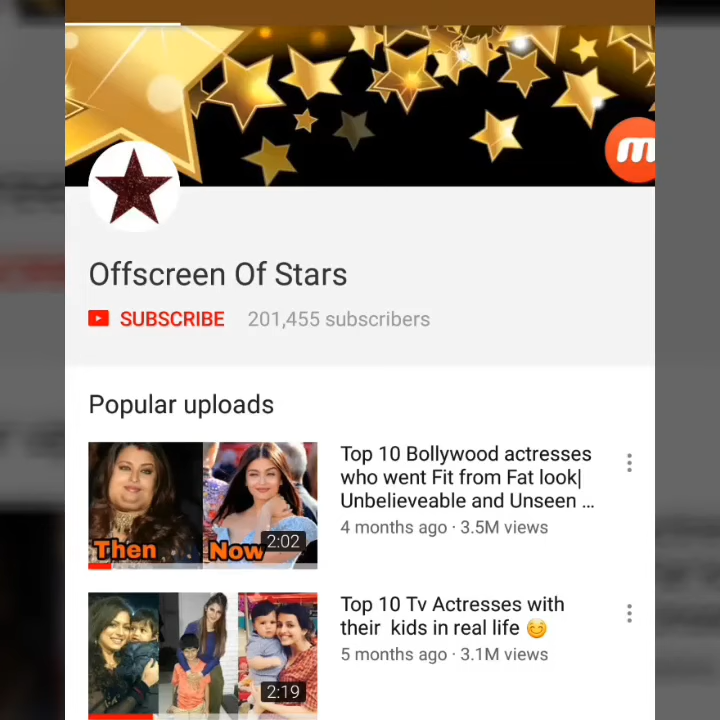 m
Offscreen Of Stars
SUBSCRIBE 201,455 subscribers
Popular uploads
Top 10 Bollywood actresses
who went Fit from Fat look|
Unbelieveable and Unseen ...
4 months ago · 3.5M views
Then Now 2:02
Top 10 Tv Actresses with
their kids in real life 😊
5 months ago · 3.1M views
2:19